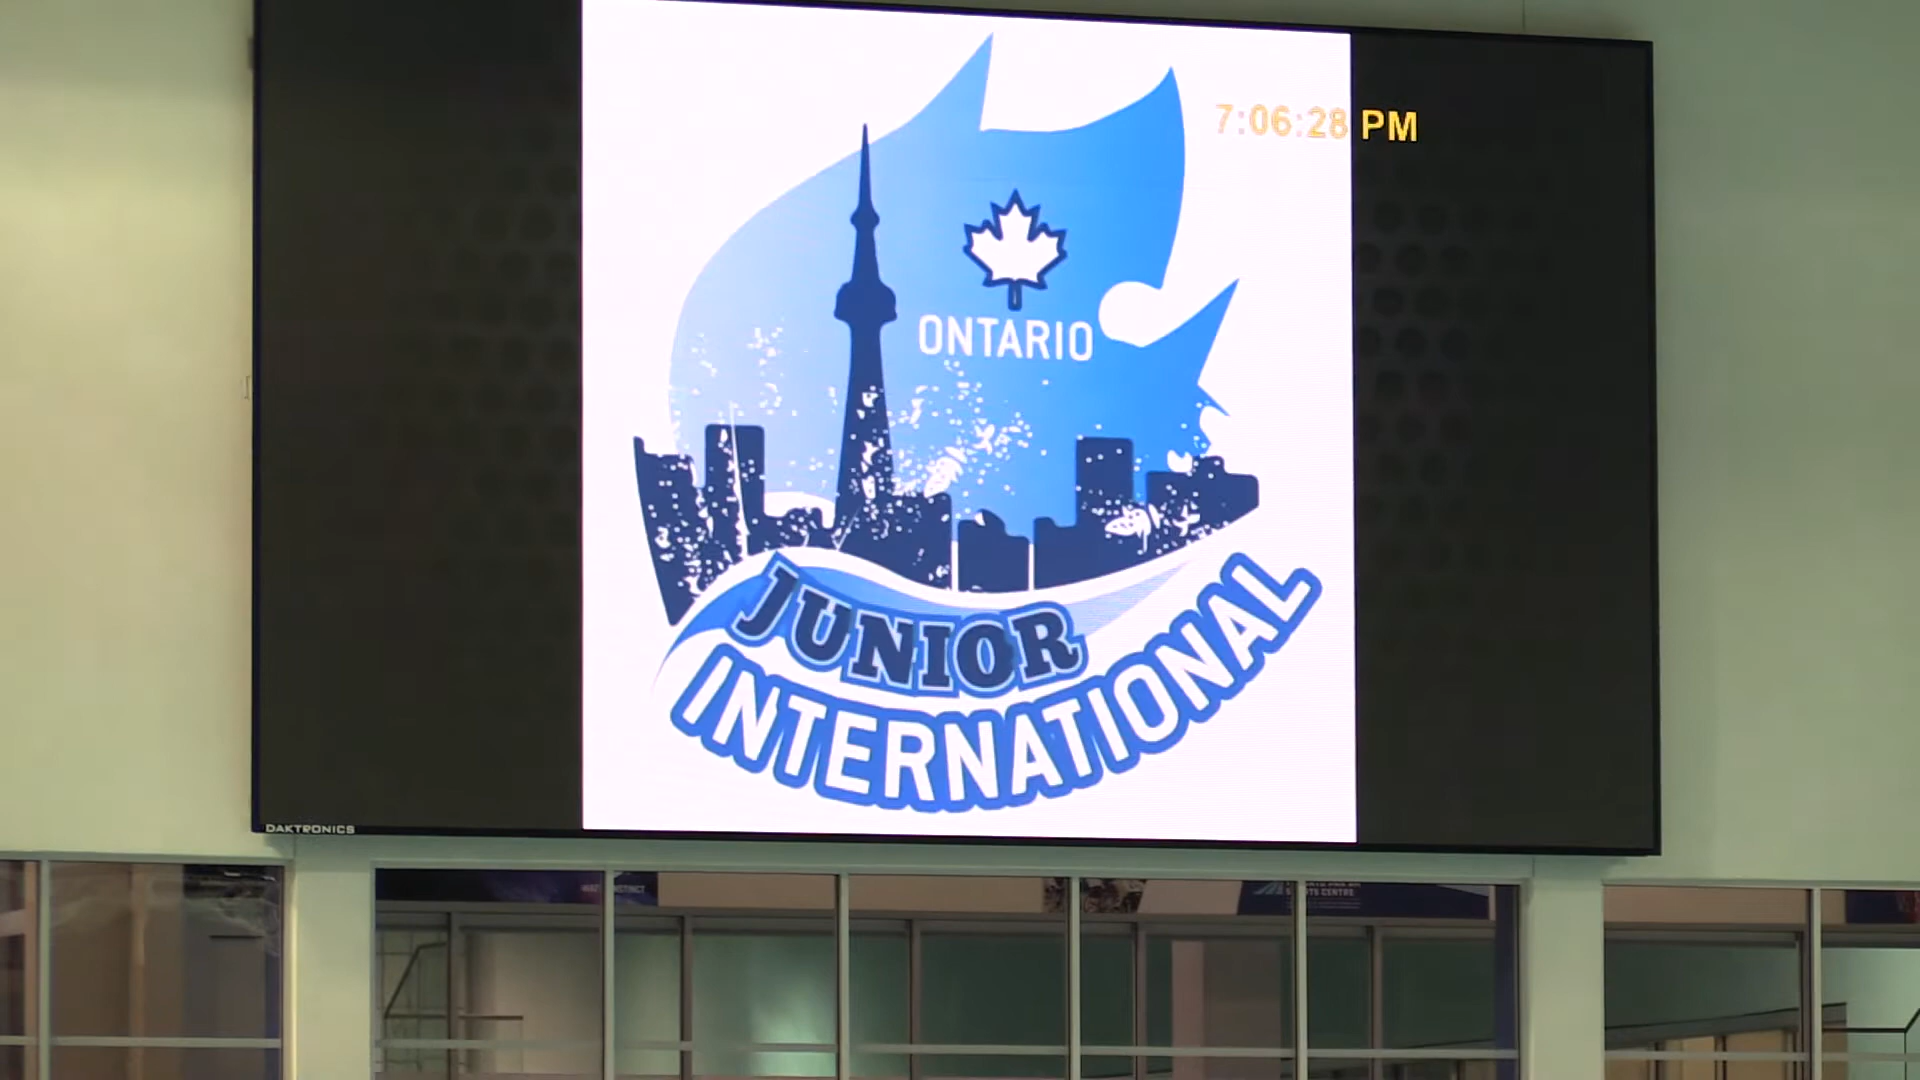 7:06:28 PM
ONTARIO
JUNIOR
INTERNATIONAL
DAKTRONICS